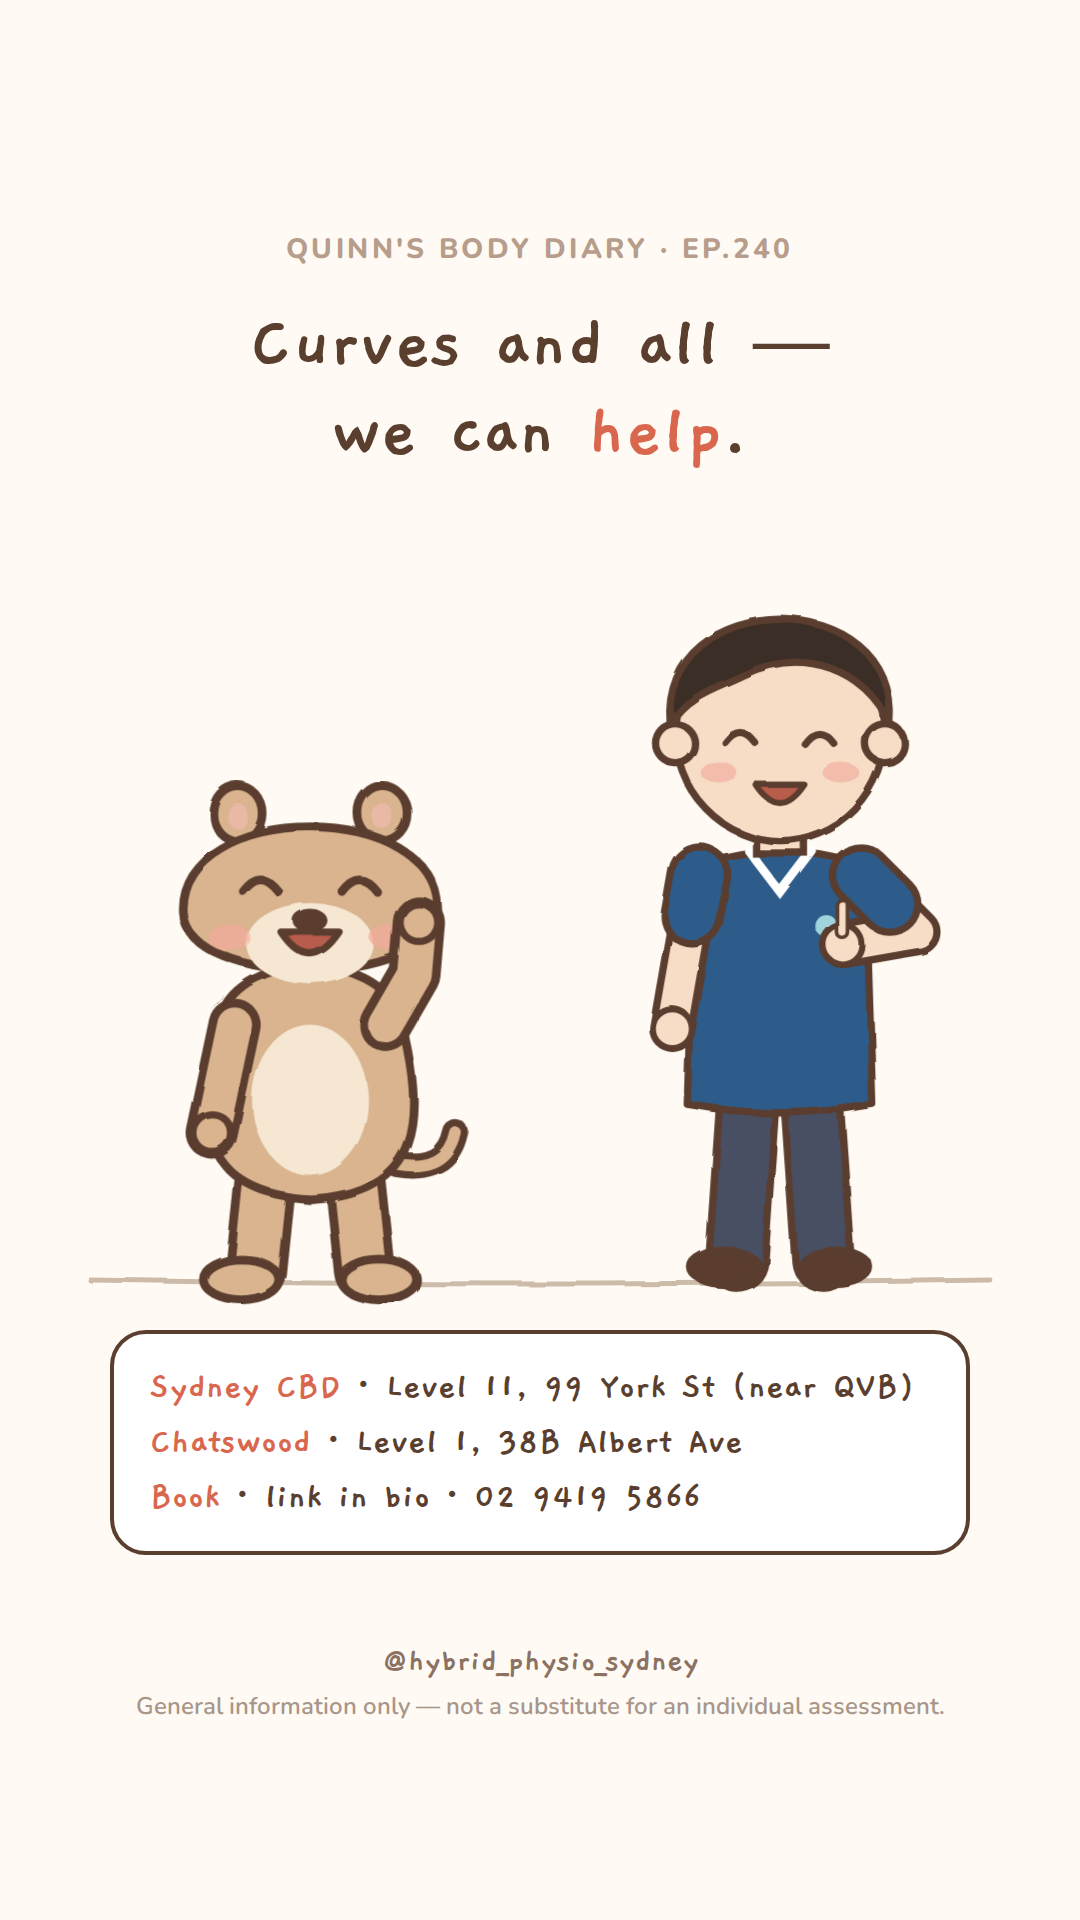 QUINN'S BODY DIARY · EP.240
Curves and all —
we can help.
Sydney CBD · Level 11, 99 York St (near QVB)
Chatswood · Level 1, 38B Albert Ave
Book · link in bio · 02 9419 5866
@hybrid_physio_sydney
General information only — not a substitute for an individual assessment.